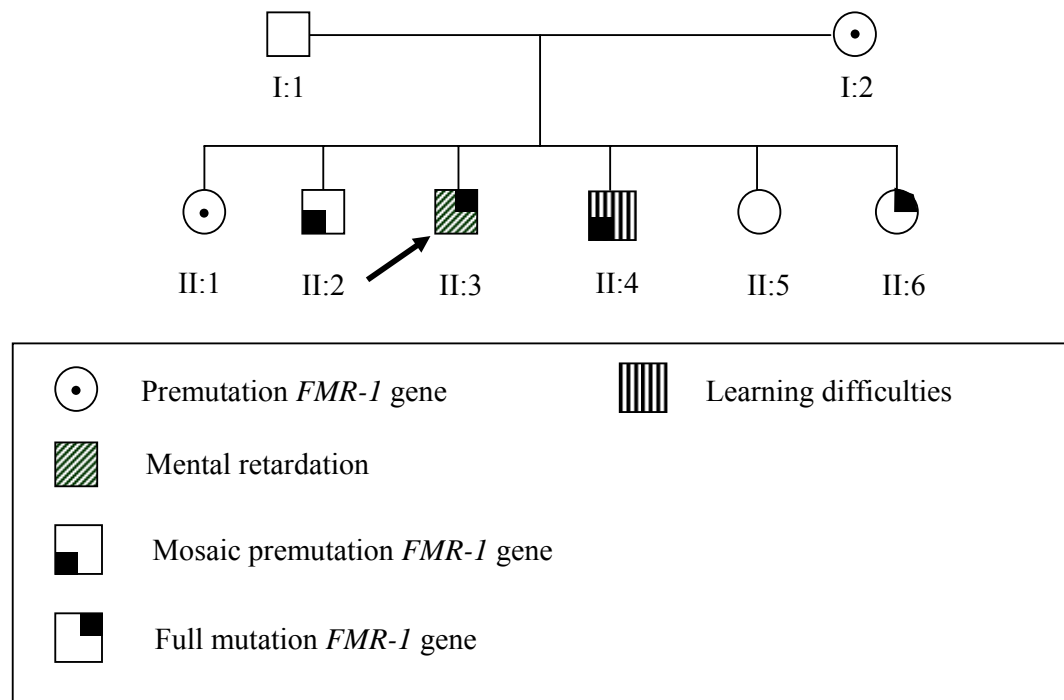 I:1 I:2
II:1 II:2 II:3 II:4 II:5 II:6
Premutation FMR-1 gene Learning difficulties
Mental retardation
Mosaic premutation FMR-1 gene
Full mutation FMR-1 gene